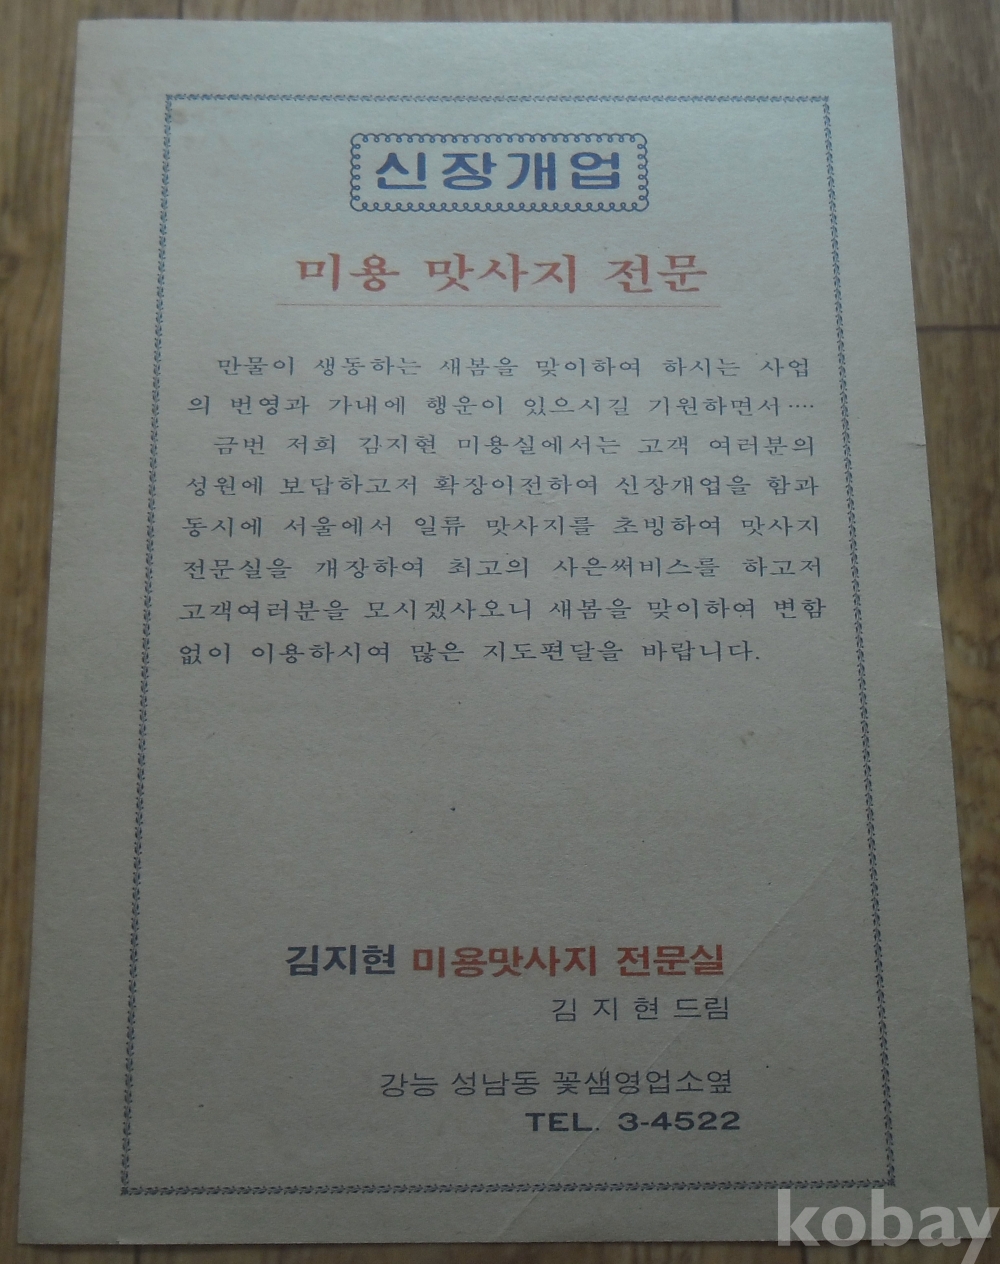 신장개업
미용 맛사지 전문
만물이 생동하는 새봄을 맞이하여 하시는 사업
의 번영과 가내에 행운이 있으시길 기원하면서····
금번 저희 김지현 미용실에서는 고객 여러분의
성원에 보답하고저 확장이전하여 신장개업을 함과
동시에 서울에서 일류 맛사지를 초빙하여 맛사지
전문실을 개장하여 최고의 사은써비스를 하고저
고객여러분을 모시겠사오니 새봄을 맞이하여 변함
없이 이용하시여 많은 지도편달을 바랍니다.
김지현 미용맛사지 전문실
김 지 현 드림
강능 성남동 꽃샘영업소옆
TEL. 3-4522
kobay